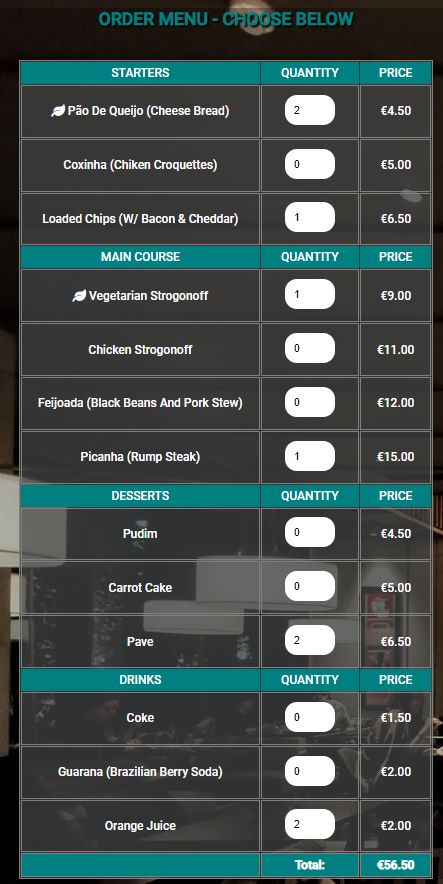 ORDER MENU - CHOOSE BELOW
STARTERS QUANTITY PRICE
Pão De Queijo (Cheese Bread) 2 €4.50
Coxinha (Chiken Croquettes) 0 €5.00
Loaded Chips (W/ Bacon & Cheddar) 1 €6.50
MAIN COURSE QUANTITY PRICE
Vegetarian Strogonoff 1 €9.00
Chicken Strogonoff 0 €11.00
Feijoada (Black Beans And Pork Stew) 0 €12.00
Picanha (Rump Steak) 1 €15.00
DESSERTS QUANTITY PRICE
Pudim 0 €4.50
Carrot Cake 0 €5.00
Pave 2 €6.50
DRINKS QUANTITY PRICE
Coke 0 €1.50
Guarana (Brazilian Berry Soda) 0 €2.00
Orange Juice 2 €2.00
Total: €56.50